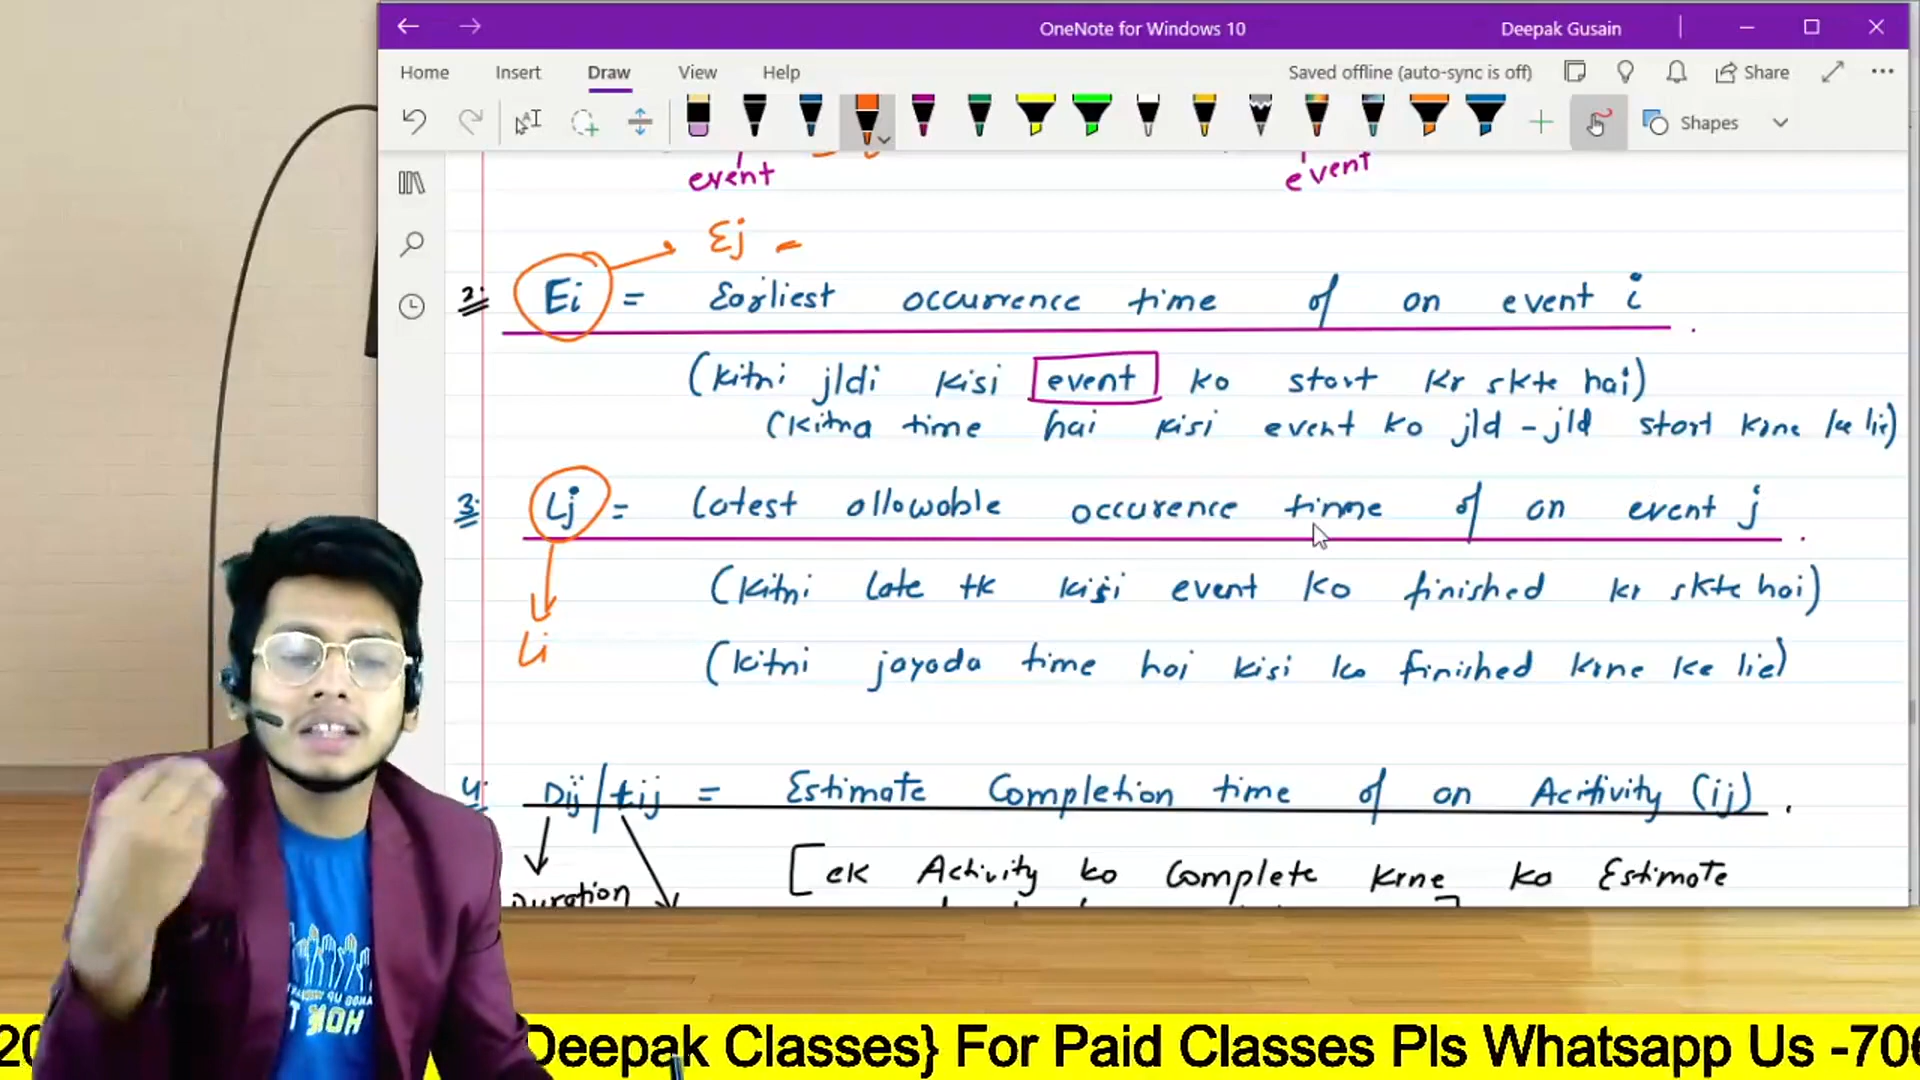 OneNote for Windows 10
Deepak Gusain
Home Insert Draw View Help
Saved offline (auto-sync is off)
Share
Shapes
event
event
Ej -
2: Ei = Earliest occurrence time of an event i
(kitni jldi kisi event ko start kr skte hai)
(kitna time hai kisi event ko jld - jld start krne ke lie)
3: Lj = Latest allowable occurence time of an event j
(kitni late tk kisi event ko finished kr skte hai)
Li
(kitni jayada time hai kisi ko finished krne ke lie)
4: Dij/tij = Estimate Completion time of an Acitivity (ij) .
[ek Activity ko Complete krne ko Estimate
Duration
Deepak Classes} For Paid Classes Pls Whatsapp Us -706